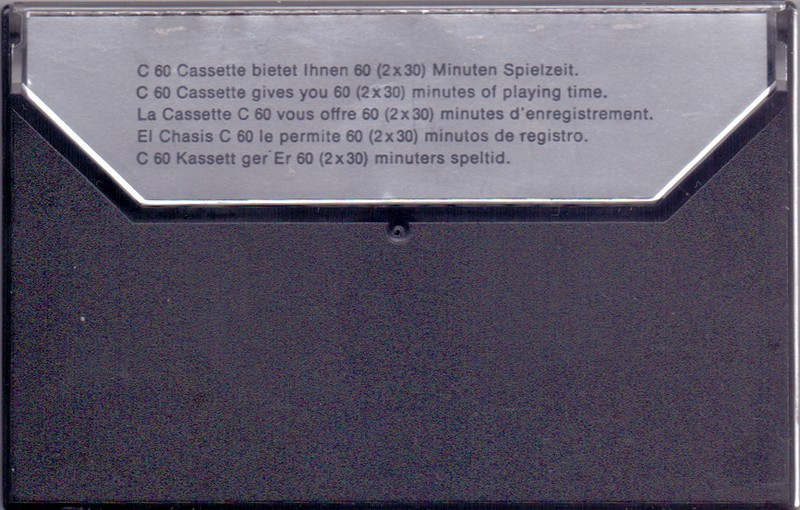 C 60 Cassette bietet Ihnen 60 (2x30) Minuten Spielzeit.
C 60 Cassette gives you 60 (2x30) minutes of playing time.
La Cassette C 60 vous offre 60 (2x30) minutes d'enregistrement.
El Chasis C 60 le permite 60 (2x30) minutos de registro.
C 60 Kassett ger´Er 60 (2x30) minuters speltid.